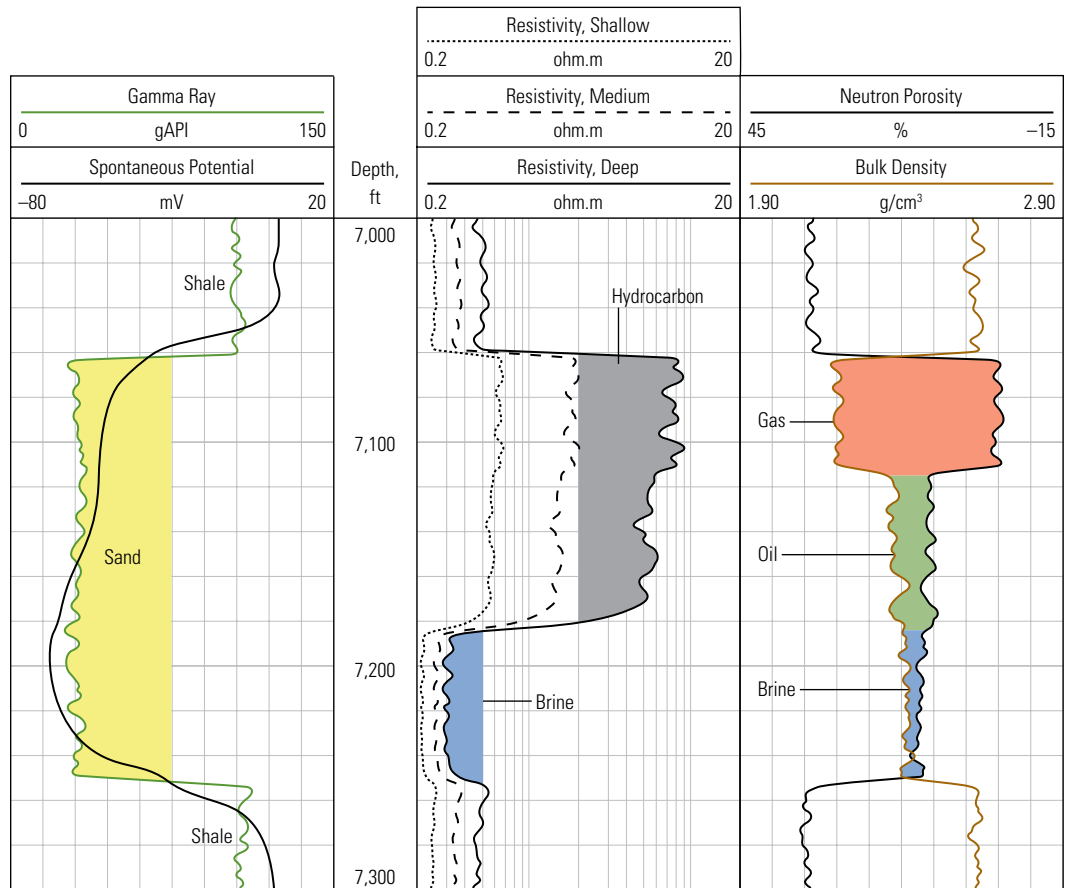 Resistivity, Shallow
0.2 ohm.m 20
Gamma Ray
0 gAPI 150
Resistivity, Medium
0.2 ohm.m 20
Neutron Porosity
45 % –15
Spontaneous Potential
–80 mV 20
Depth,
ft
Resistivity, Deep
0.2 ohm.m 20
Bulk Density
1.90 g/cm³ 2.90
7,000
Shale
Hydrocarbon
Gas
7,100
Sand
Oil
7,200
Brine
Brine
Shale
7,300